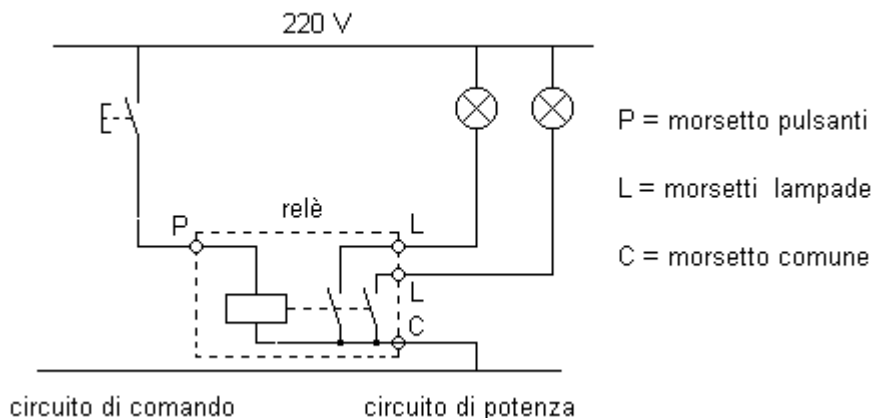 220 V
P = morsetto pulsanti
L = morsetti lampade
C = morsetto comune
relè
P
L
L
C
circuito di comando
circuito di potenza